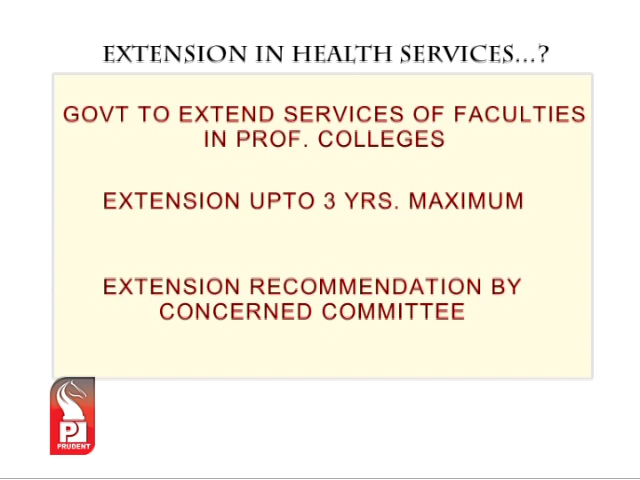 EXTENSION IN HEALTH SERVICES...?
GOVT TO EXTEND SERVICES OF FACULTIES
IN PROF. COLLEGES
EXTENSION UPTO 3 YRS. MAXIMUM
EXTENSION RECOMMENDATION BY
CONCERNED COMMITTEE
P
PRUDENT